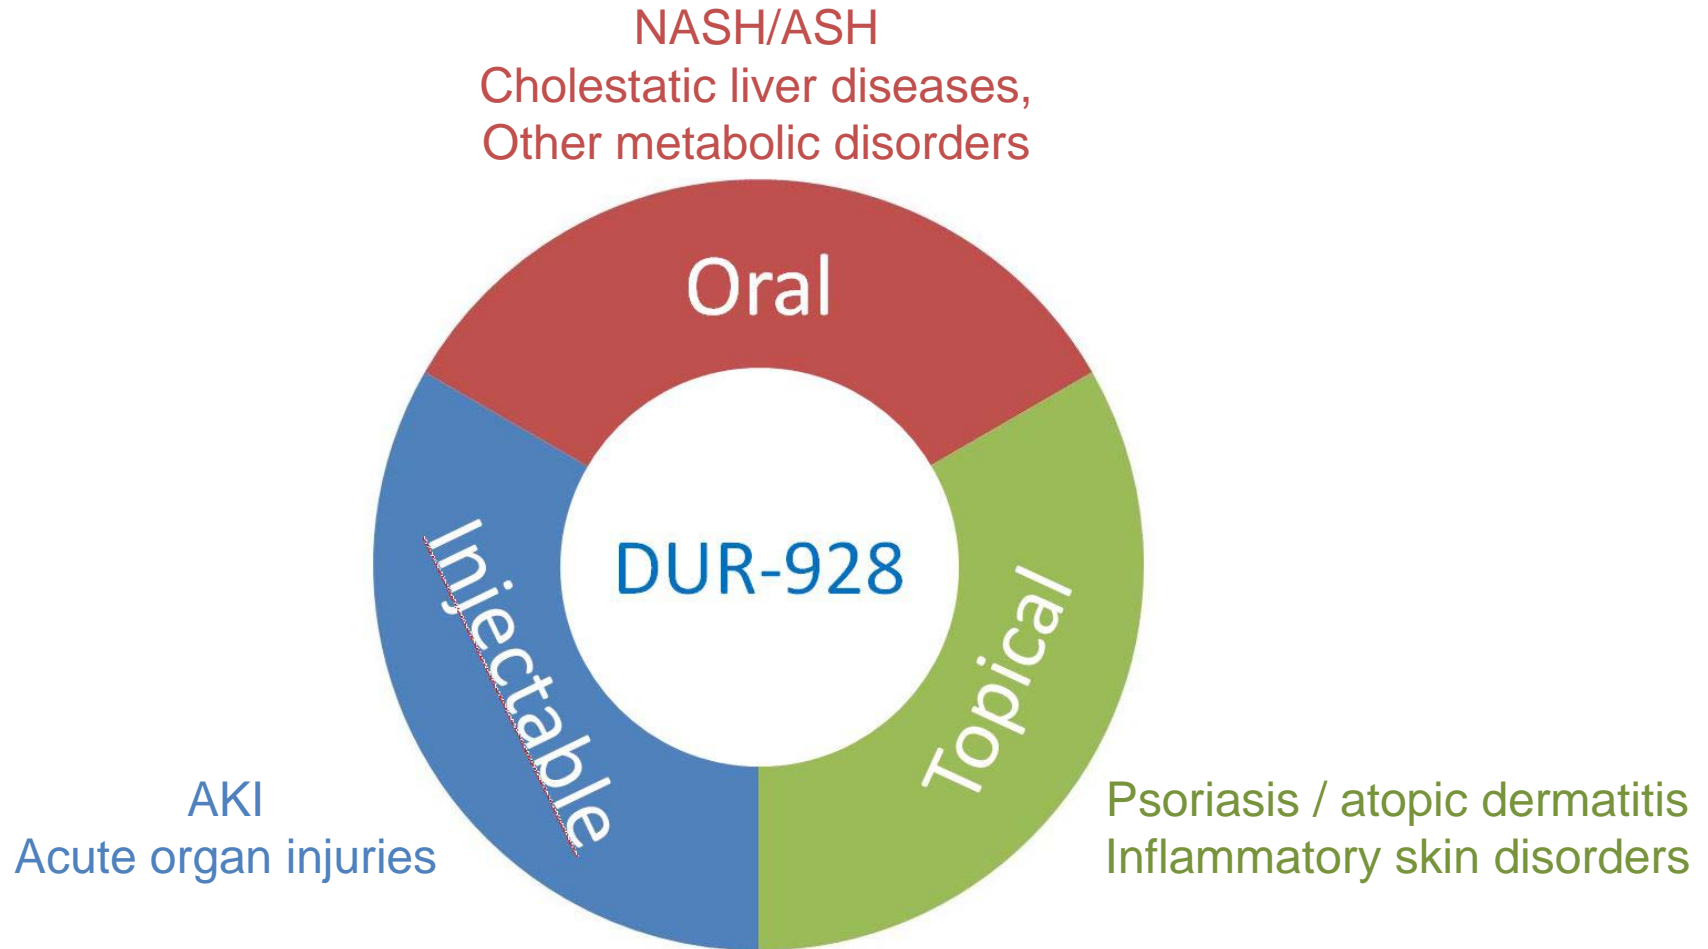 NASH/ASH
Cholestatic liver diseases,
Other metabolic disorders
Oral
DUR-928
Injectable
Topical
AKI
Acute organ injuries
Psoriasis / atopic dermatitis
Inflammatory skin disorders